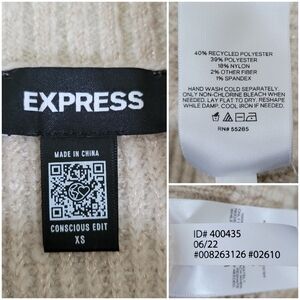 EXPRESS
MADE IN CHINA
CONSCIOUS EDIT
XS
40% RECYCLED POLYESTER
39% POLYESTER
18% NYLON
2% OTHER FIBER
1% SPANDEX
HAND WASH COLD SEPARATELY.
ONLY NON-CHLORINE BLEACH WHEN
NEEDED. LAY FLAT TO DRY. RESHAPE
WHILE DAMP. COOL IRON IF NEEDED.
RN# 55285
ID# 400435
06/22
#008263126 #02610